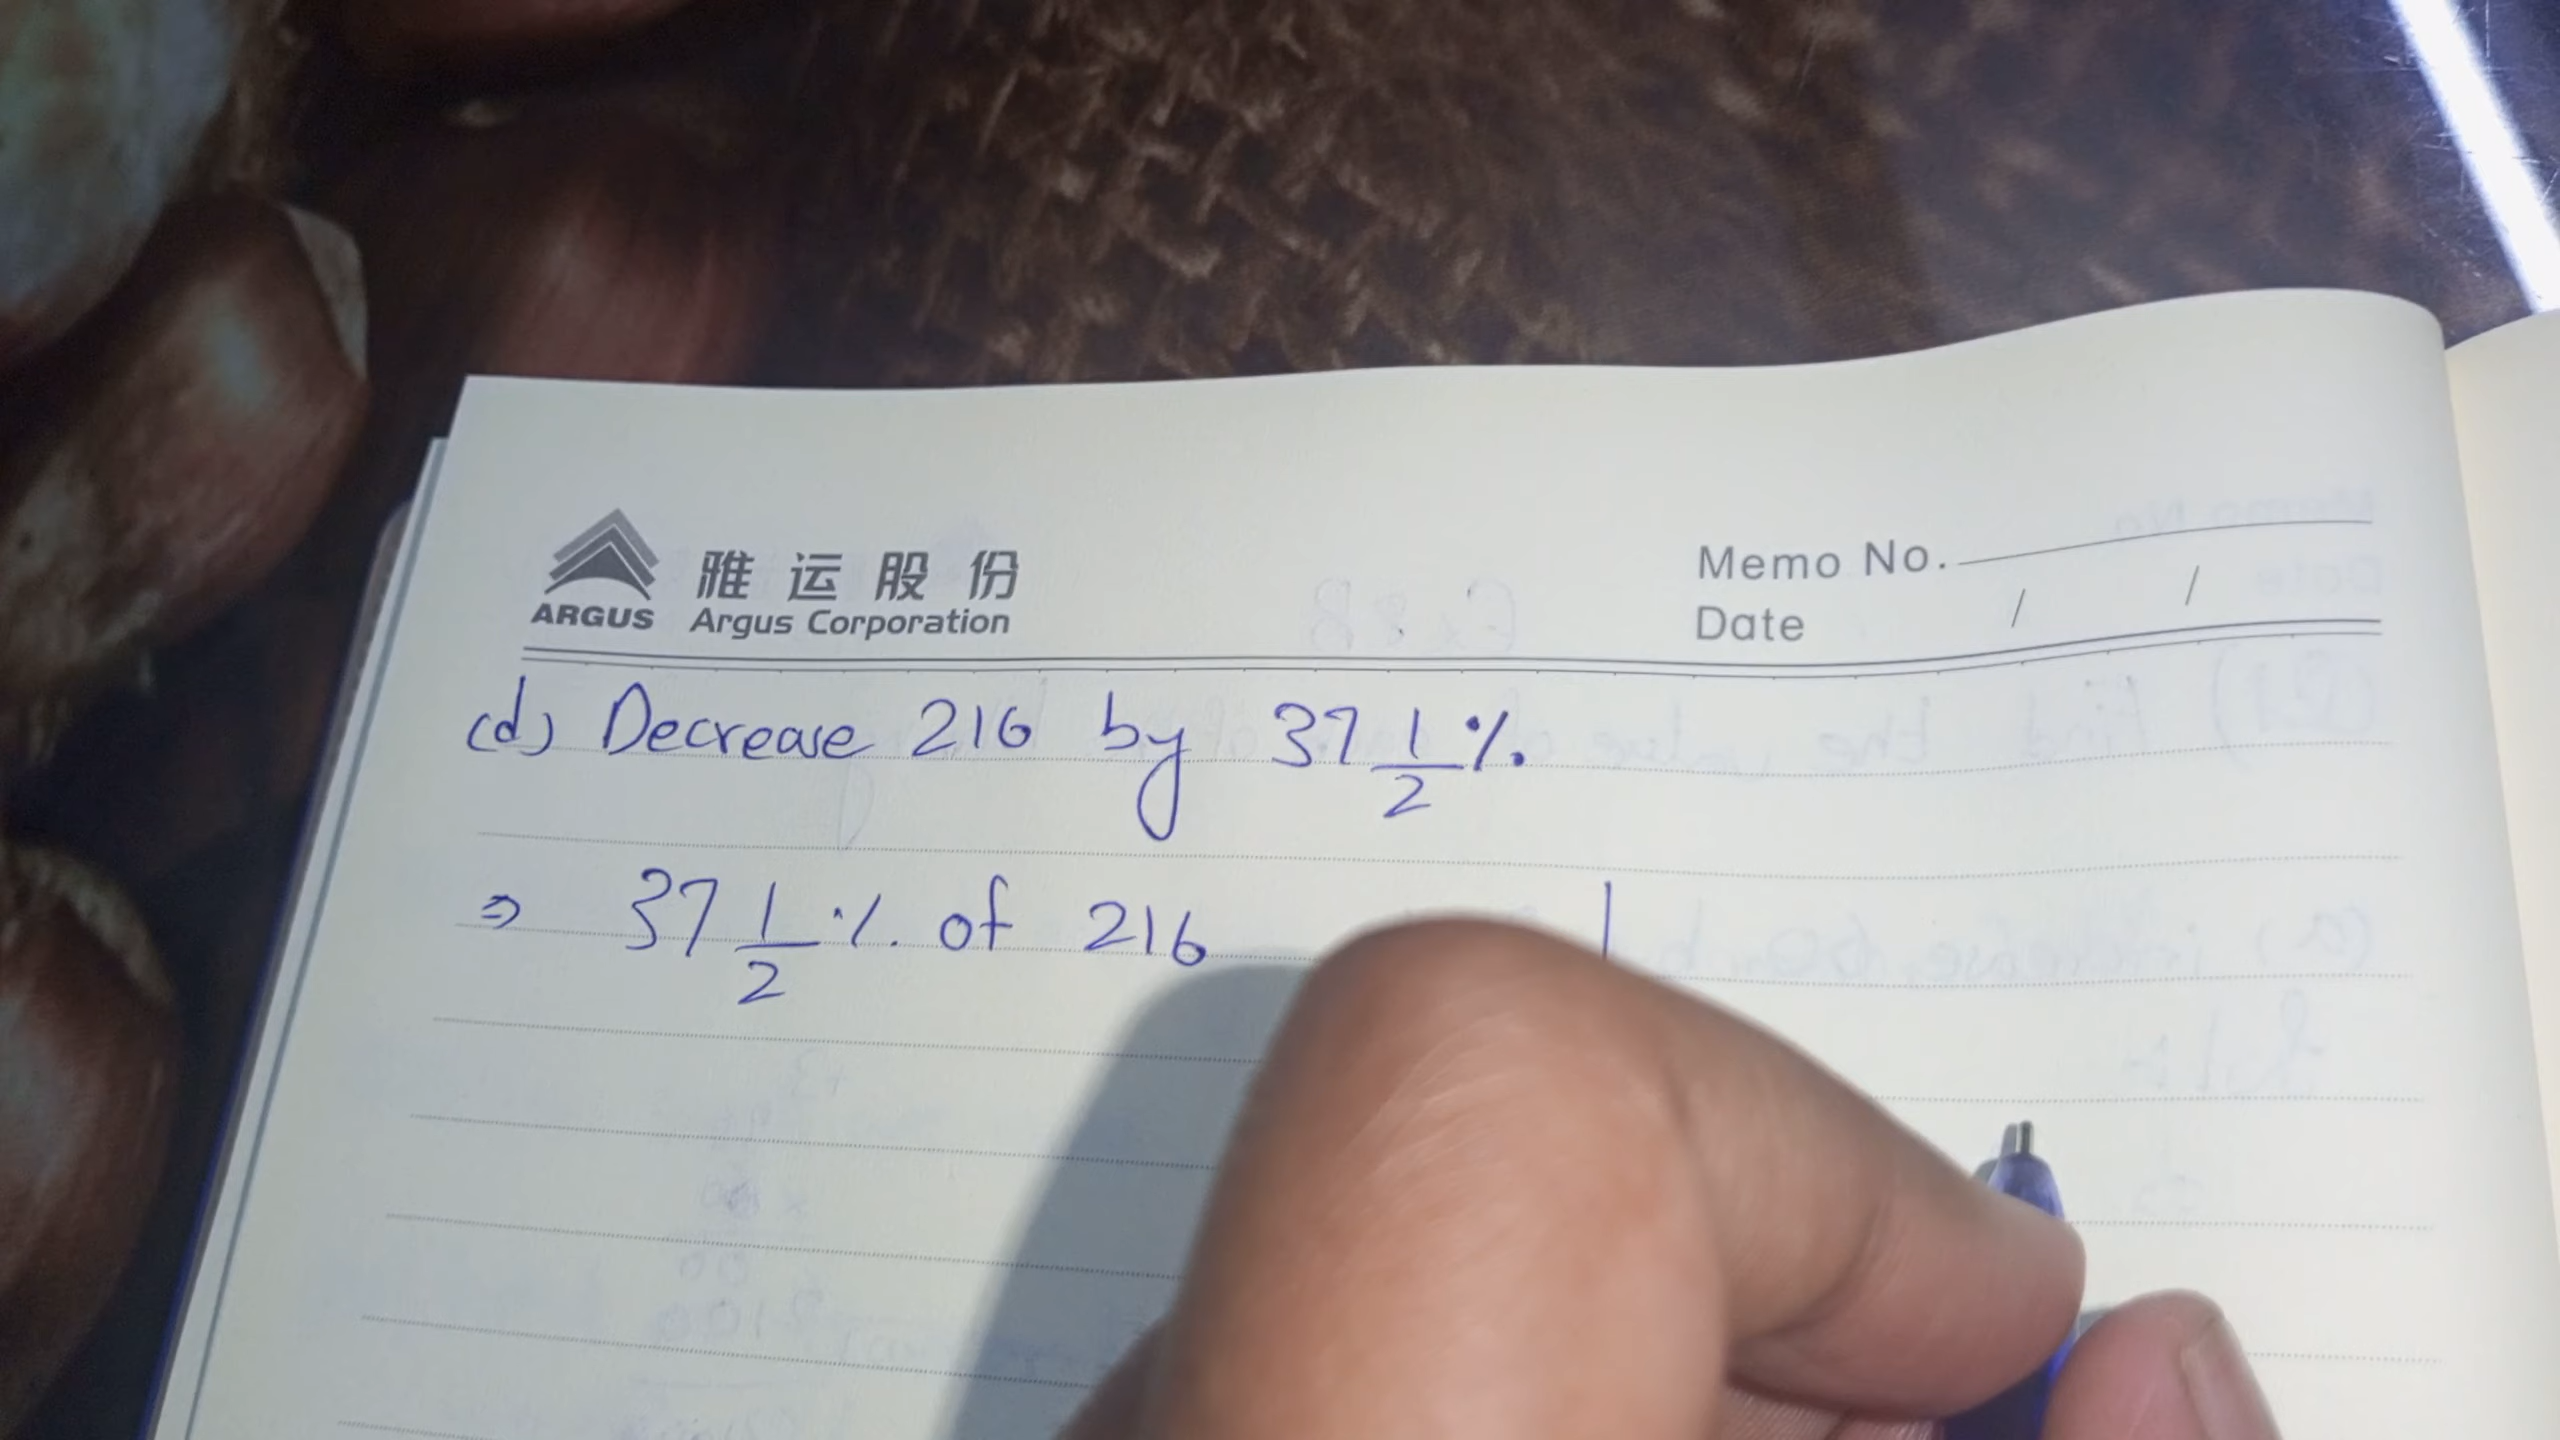 雅运股份
ARGUS Argus Corporation
Memo No.
Date / /
(d) Decrease 216 by 37 1/2 %.
⇒ 37 1/2 %. of 216